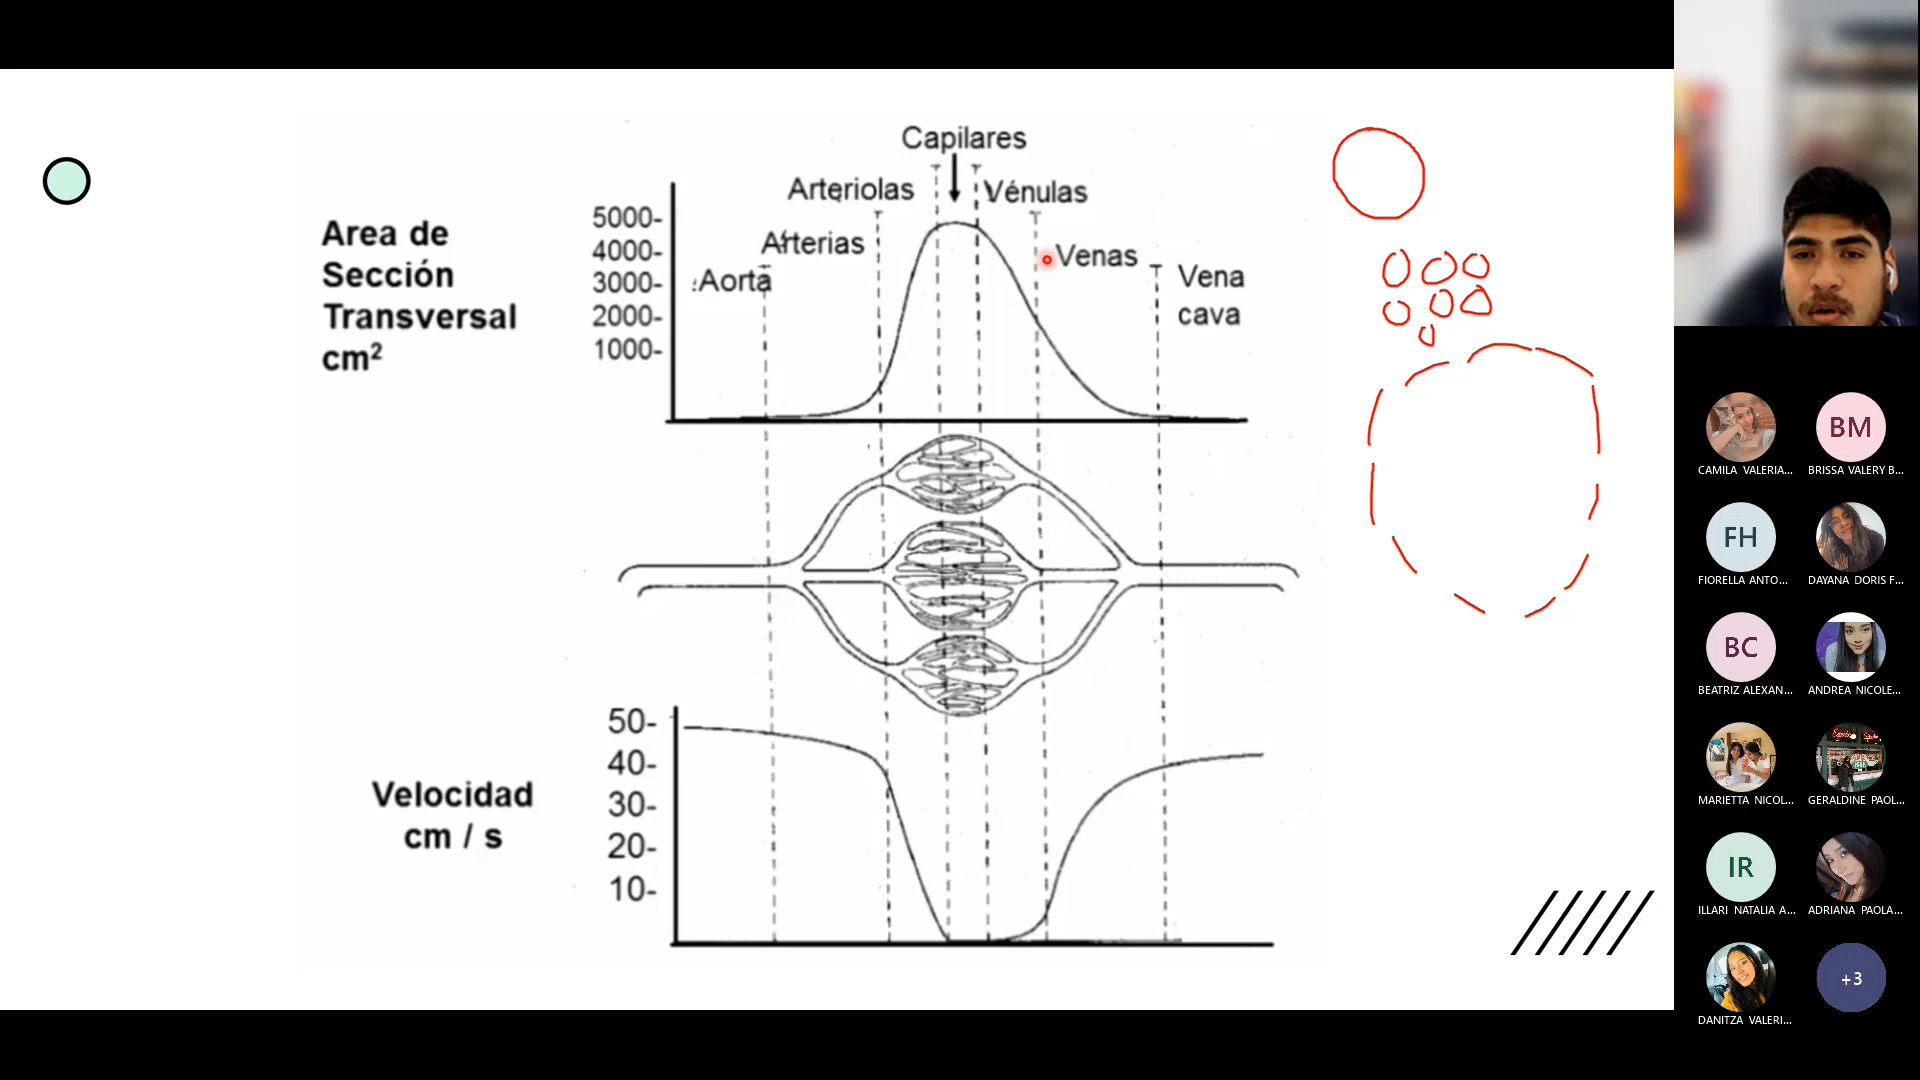 Capilares
Arteriolas
Vénulas
Arterias
Venas
Aorta
Vena
cava
Area de
Sección
Transversal
cm²
5000-
4000-
3000-
2000-
1000-
Velocidad
cm / s
50-
40-
30-
20-
10-
CAMILA VALERIA...
BM
BRISSA VALERY B...
FH
FIORELLA ANTO...
DAYANA DORIS F...
BC
BEATRIZ ALEXAN...
ANDREA NICOLE...
MARIETTA NICOL...
GERALDINE PAOL...
IR
ILLARI NATALIA A...
ADRIANA PAOLA...
DANITZA VALERI...
+3